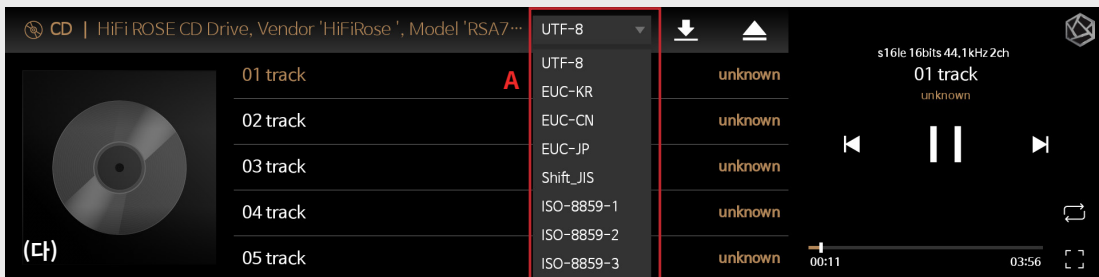 CD | HiFi ROSE CD Drive, Vendor 'HiFiRose ', Model 'RSA7…
UTF-8
UTF-8
EUC-KR
EUC-CN
EUC-JP
Shift_JIS
ISO-8859-1
ISO-8859-2
ISO-8859-3
A
01 track unknown
02 track unknown
03 track unknown
04 track unknown
05 track unknown
(다)
s16le 16bits 44.1kHz 2ch
01 track
unknown
00:11 03:56